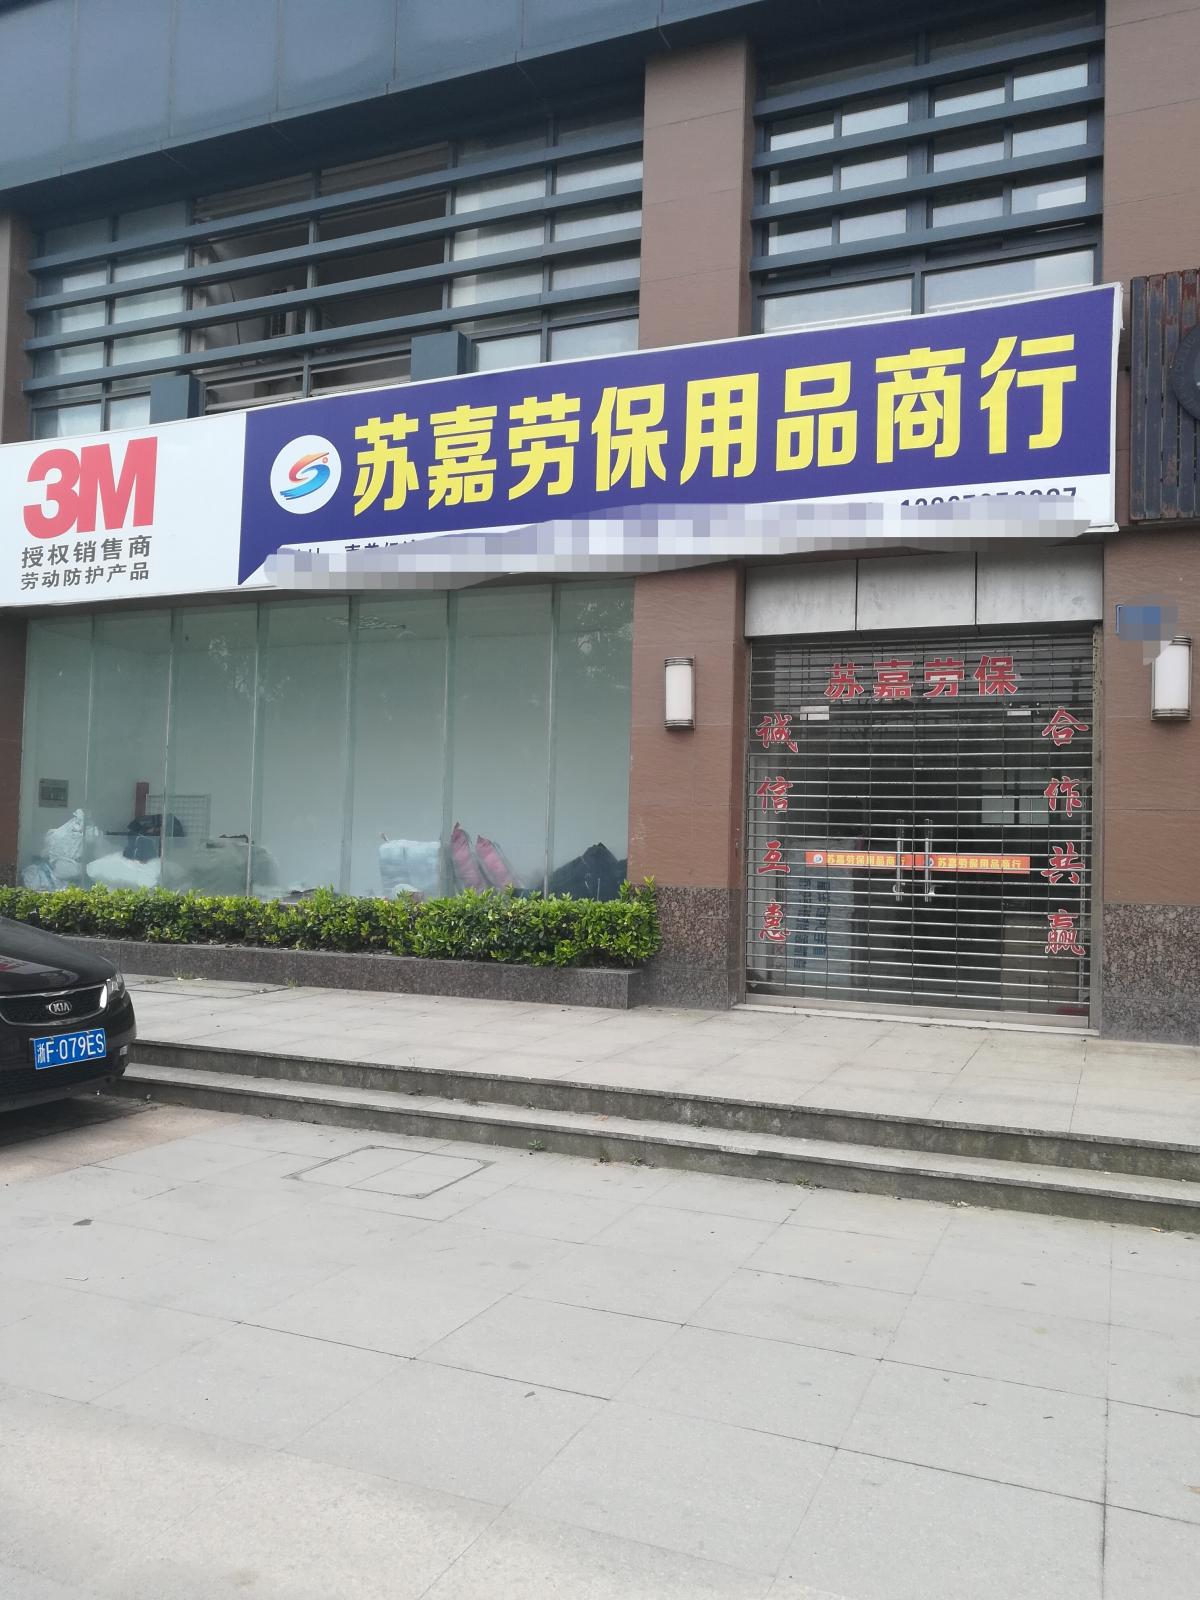 苏嘉劳保用品商行
3M
授权销售商
劳动防护产品
苏嘉劳保
诚信互惠
合作共赢
苏嘉劳保用品商行
苏嘉劳保用品商行
KIA
浙F·079ES